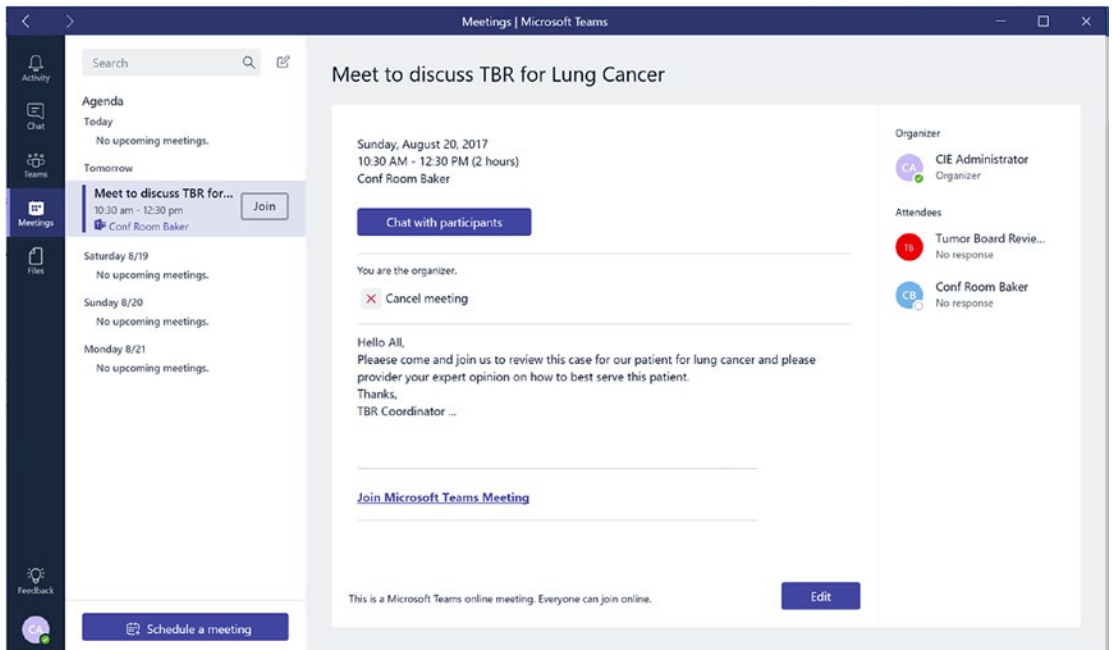 Meetings | Microsoft Teams
Activity
Chat
Teams
Meetings
Files
Feedback
CA
Search
Agenda
Today
No upcoming meetings.
Tomorrow
Meet to discuss TBR for...
10:30 am - 12:30 pm
Conf Room Baker
Join
Saturday 8/19
No upcoming meetings.
Sunday 8/20
No upcoming meetings.
Monday 8/21
No upcoming meetings.
Schedule a meeting
Meet to discuss TBR for Lung Cancer
Sunday, August 20, 2017
10:30 AM - 12:30 PM (2 hours)
Conf Room Baker
Chat with participants
You are the organizer.
Cancel meeting
Hello All,
Pleaese come and join us to review this case for our patient for lung cancer and please
provider your expert opinion on how to best serve this patient.
Thanks,
TBR Coordinator ...
Join Microsoft Teams Meeting
This is a Microsoft Teams online meeting. Everyone can join online.
Edit
Organizer
CA
CIE Administrator
Organizer
Attendees
TB
Tumor Board Revie...
No response
CB
Conf Room Baker
No response